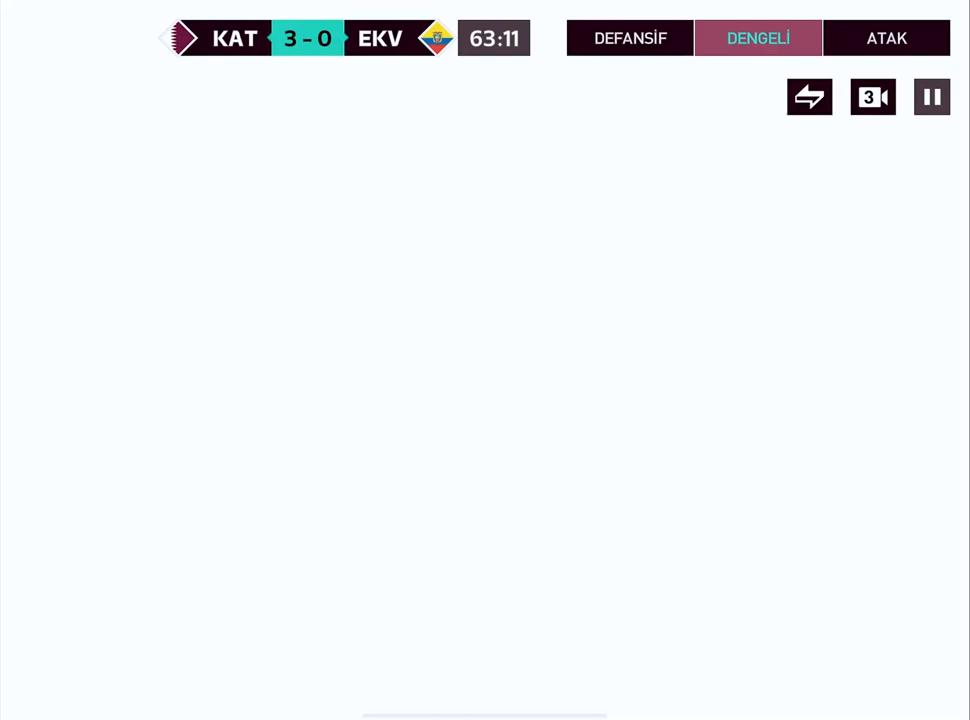 KAT 3 - 0 EKV 63:11 DEFANSİF DENGELİ ATAK
3